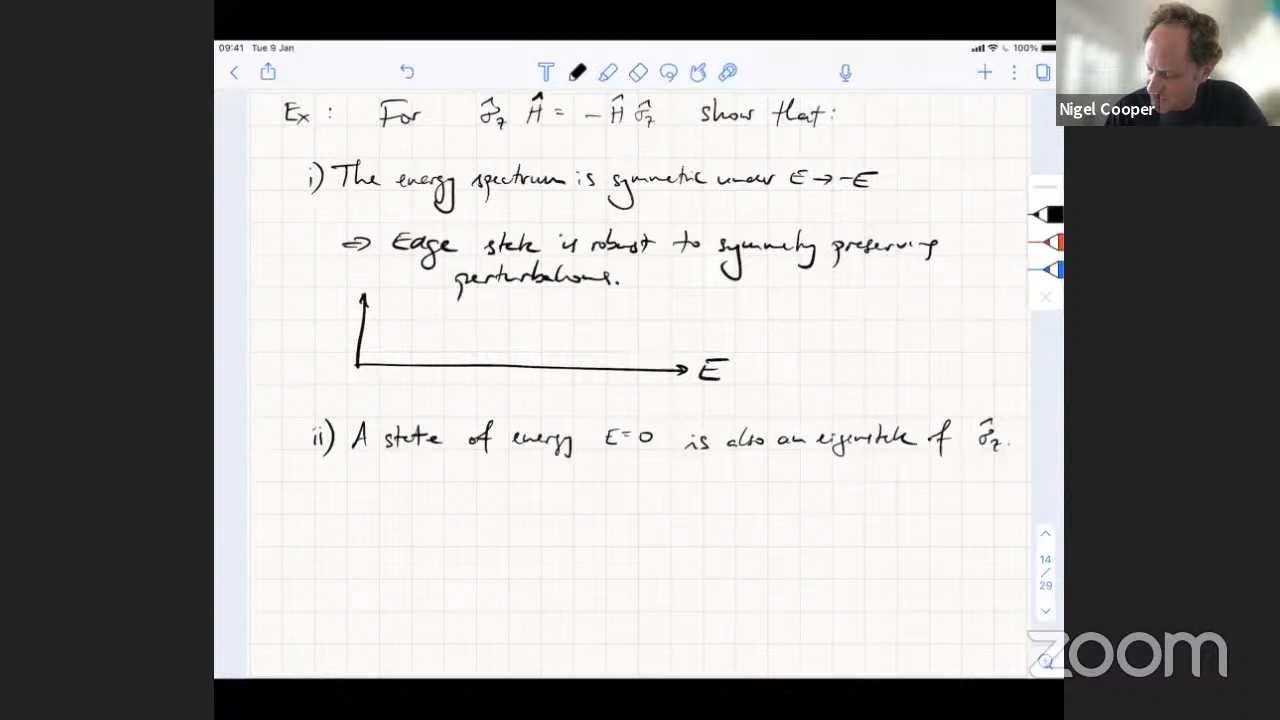 09:41 Tue 9 Jan
100%
Nigel Cooper
Ex : For σ̂z Ĥ = - Ĥ σ̂z show that:
i) The energy spectrum is symmetric under E → -E
⇒ Edge state is robust to symmetry preserving
perturbations.
E
ii) A state of energy E=0 is also an eigenstate of σ̂z.
14
/
29
zoom